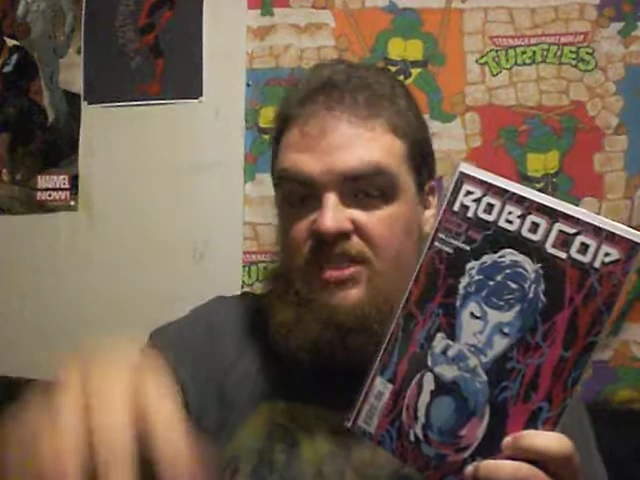 TEENAGE MUTANT NINJA
TURTLES
MARVEL
NOW!
ROBOCOP